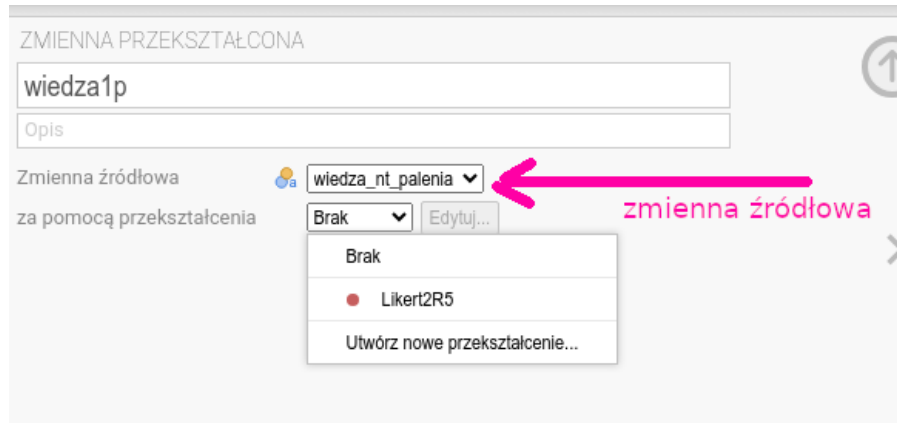 ZMIENNA PRZEKSZTAŁCONA
wiedza1p
Opis
Zmienna źródłowa a wiedza_nt_palenia
zmienna źródłowa
za pomocą przekształcenia Brak Edytuj...
Brak
Likert2R5
Utwórz nowe przekształcenie...